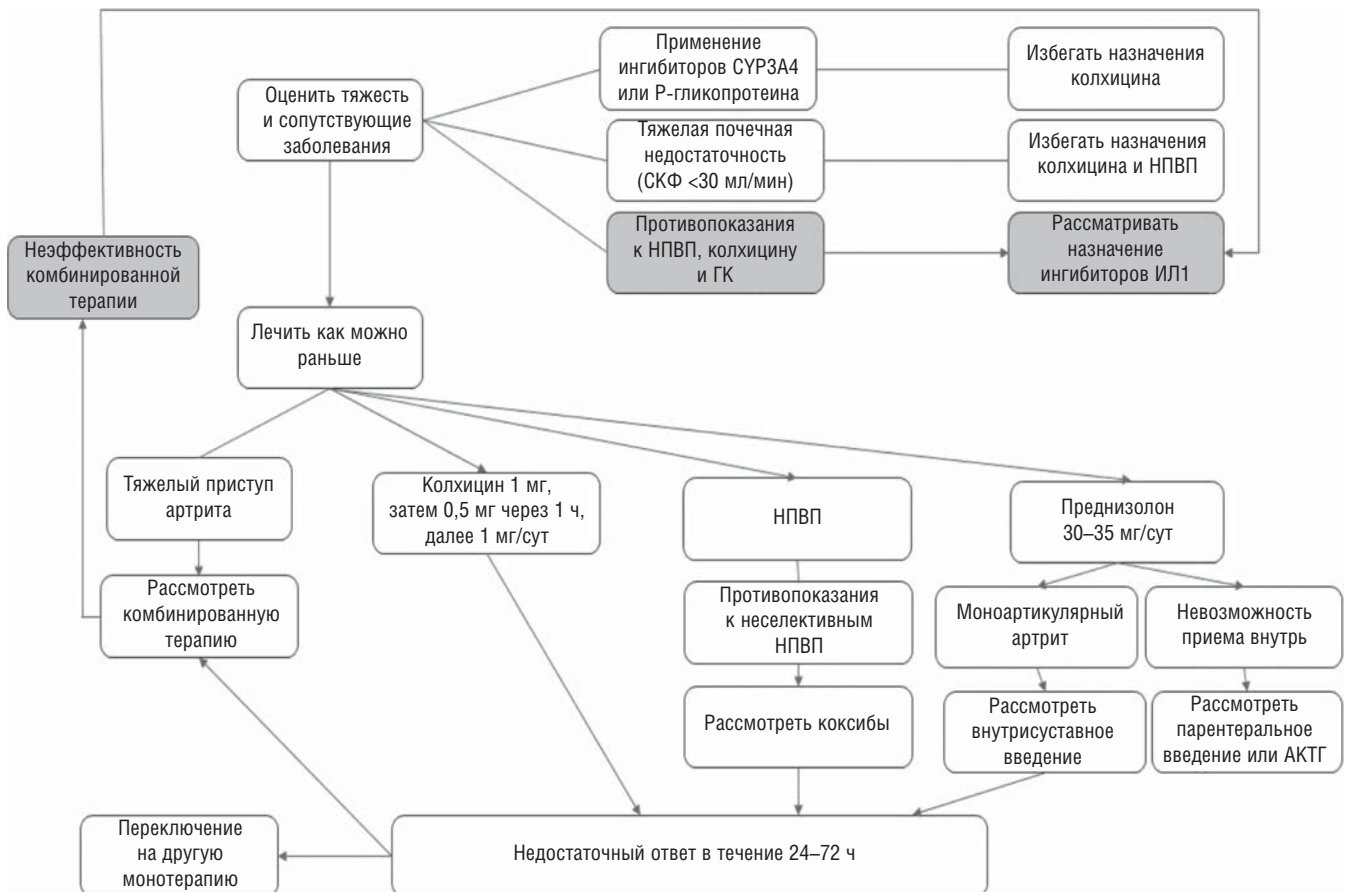 Применение
ингибиторов CYP3A4
или Р-гликопротеина
Избегать назначения
колхицина
Оценить тяжесть
и сопутствующие
заболевания
Тяжелая почечная
недостаточность
(СКФ <30 мл/мин)
Избегать назначения
колхицина и НПВП
Противопоказания
к НПВП, колхицину
и ГК
Рассматривать
назначение
ингибиторов ИЛ1
Неэффективность
комбинированной
терапии
Лечить как можно
раньше
Тяжелый приступ
артрита
Колхицин 1 мг,
затем 0,5 мг через 1 ч,
далее 1 мг/сут
НПВП
Преднизолон
30–35 мг/сут
Рассмотреть
комбинированную
терапию
Противопоказания
к неселективным
НПВП
Моноартикулярный
артрит
Невозможность
приема внутрь
Рассмотреть коксибы
Рассмотреть
внутрисуставное
введение
Рассмотреть
парентеральное
введение или АКТГ
Переключение
на другую
монотерапию
Недостаточный ответ в течение 24–72 ч